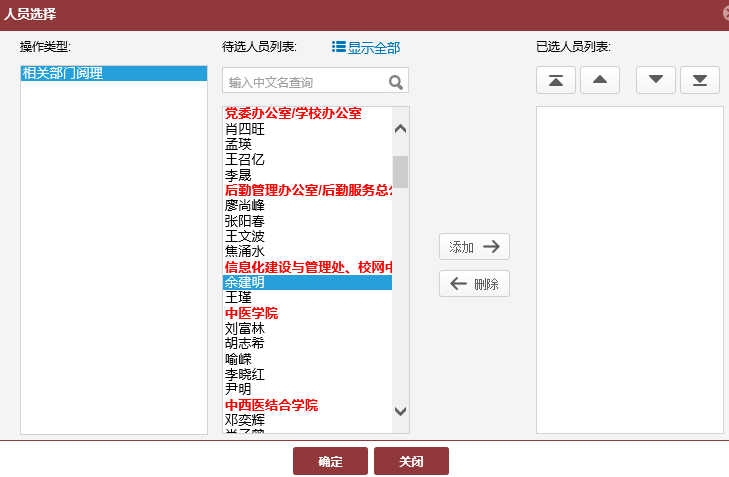 人员选择
操作类型:
待选人员列表:
显示全部
已选人员列表:
相关部门阅理
输入中文名查询
党委办公室/学校办公室
肖四旺
孟瑛
王召亿
李晟
后勤管理办公室/后勤服务总
廖尚峰
张阳春
王文波
焦涌水
信息化建设与管理处、校网中
余建明
王瑾
中医学院
刘富林
胡志希
喻嵘
李晓红
尹明
中西医结合学院
邓奕辉
添加
删除
确定
关闭